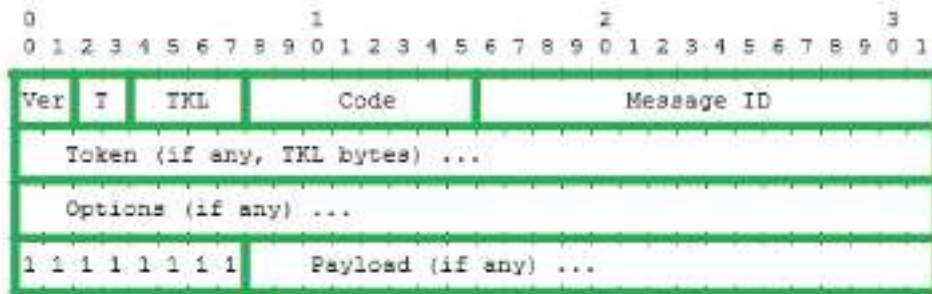 0 1 2 3
0 1 2 3 4 5 6 7 8 9 0 1 2 3 4 5 6 7 8 9 0 1 2 3 4 5 6 7 8 9 0 1
Ver T TKL Code Message ID
Token (if any, TKL bytes) ...
Options (if any) ...
1 1 1 1 1 1 1 1 Payload (if any) ...